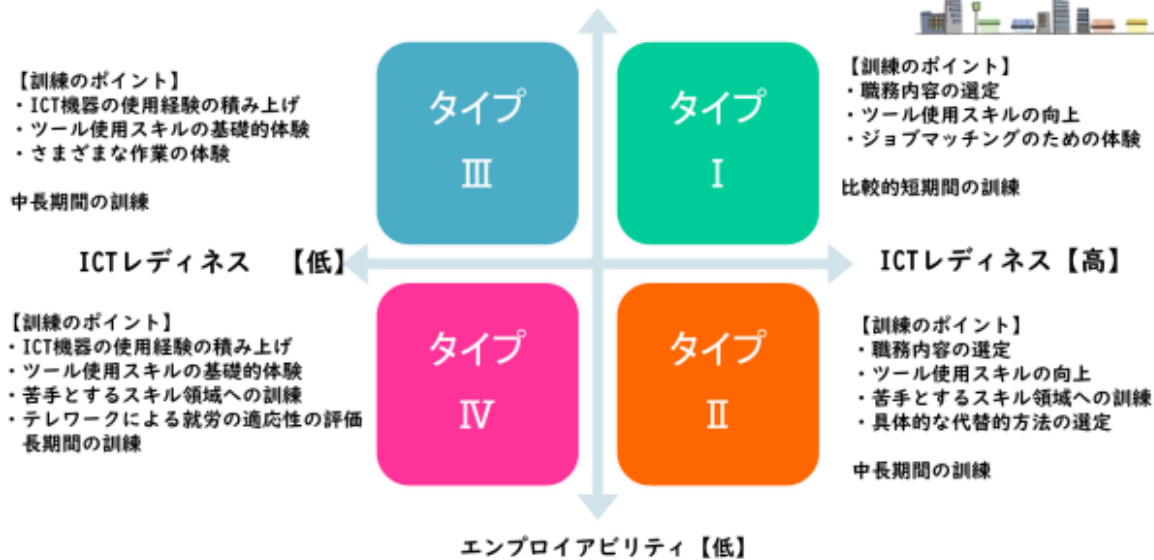 【訓練のポイント】
・ICT機器の使用経験の積み上げ
・ツール使用スキルの基礎的体験
・さまざまな作業の体験
中長期間の訓練
タイプ
Ⅲ
タイプ
Ⅰ
【訓練のポイント】
・職務内容の選定
・ツール使用スキルの向上
・ジョブマッチングのための体験
比較的短期間の訓練
ICTレディネス 【低】
ICTレディネス【高】
【訓練のポイント】
・ICT機器の使用経験の積み上げ
・ツール使用スキルの基礎的体験
・苦手とするスキル領域への訓練
・テレワークによる就労の適応性の評価
長期間の訓練
タイプ
Ⅳ
タイプ
Ⅱ
【訓練のポイント】
・職務内容の選定
・ツール使用スキルの向上
・苦手とするスキル領域への訓練
・具体的な代替的方法の選定
中長期間の訓練
エンプロイアビリティ【低】